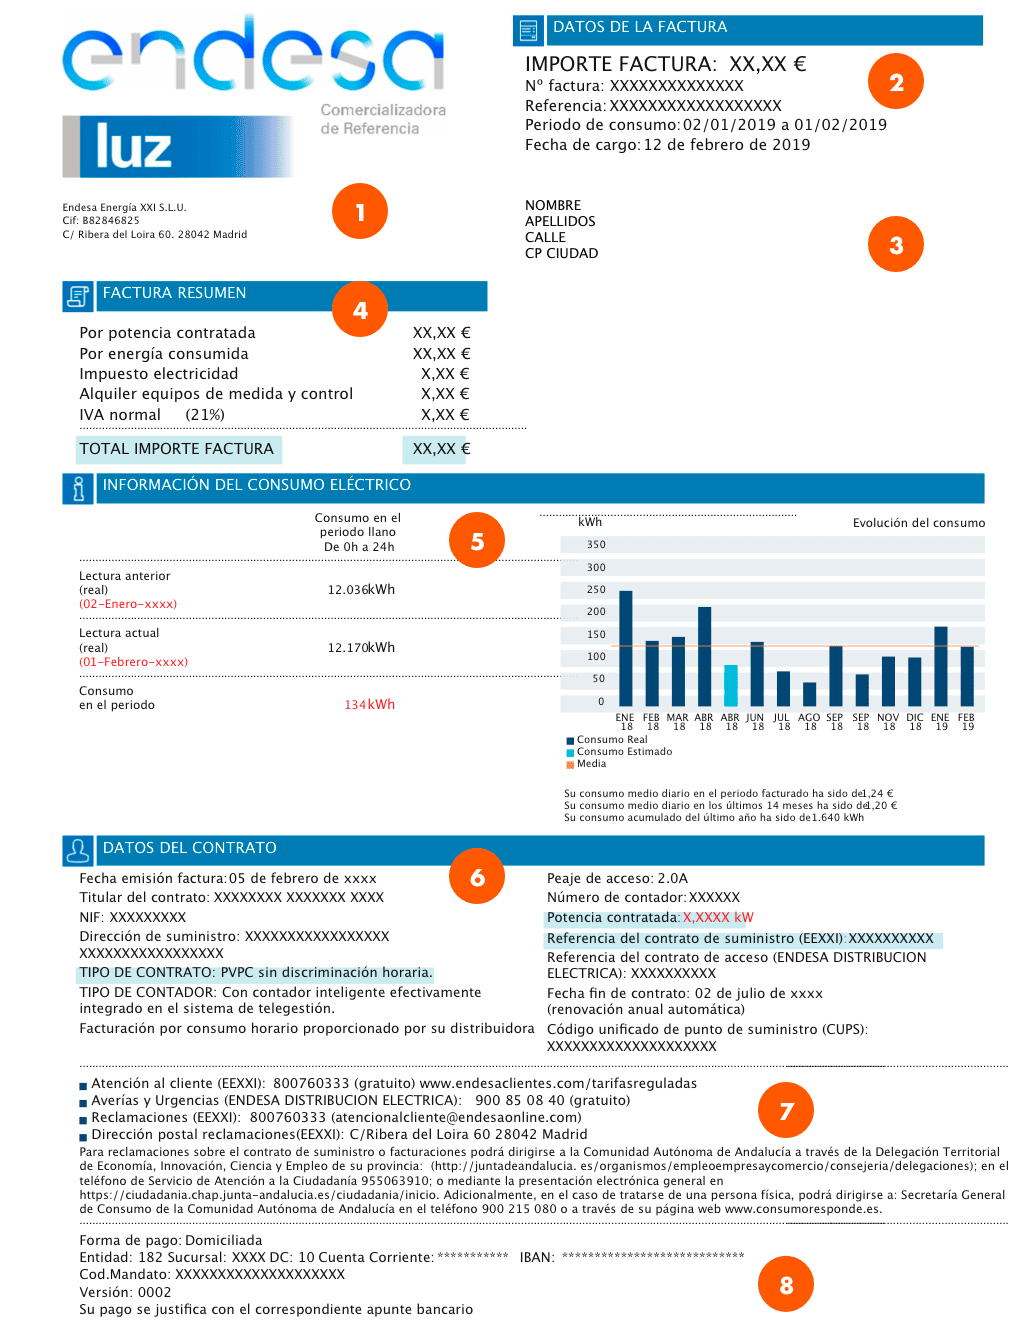 endesa
Comercializadora
de Referencia
luz
Endesa Energía XXI S.L.U.
Cif: B82846825
C/ Ribera del Loira 60. 28042 Madrid
1
DATOS DE LA FACTURA
IMPORTE FACTURA: XX,XX €
Nº factura: XXXXXXXXXXXXXX
Referencia: XXXXXXXXXXXXXXXXXX
Periodo de consumo: 02/01/2019 a 01/02/2019
Fecha de cargo: 12 de febrero de 2019
2
NOMBRE
APELLIDOS
CALLE
CP CIUDAD
3
FACTURA RESUMEN
4
Por potencia contratada XX,XX €
Por energía consumida XX,XX €
Impuesto electricidad X,XX €
Alquiler equipos de medida y control X,XX €
IVA normal (21%) X,XX €
TOTAL IMPORTE FACTURA XX,XX €
INFORMACIÓN DEL CONSUMO ELÉCTRICO
Consumo en el
periodo llano
De 0h a 24h
5
Lectura anterior
(real) 12.036kWh
(02-Enero-xxxx)
Lectura actual
(real) 12.170kWh
(01-Febrero-xxxx)
Consumo
en el periodo 134kWh
kWh Evolución del consumo
350
300
250
200
150
100
50
0
ENE FEB MAR ABR ABR JUN JUL AGO SEP SEP NOV DIC ENE FEB
18 18 18 18 18 18 18 18 18 18 18 18 19 19
Consumo Real
Consumo Estimado
Media
Su consumo medio diario en el periodo facturado ha sido de1,24 €
Su consumo medio diario en los últimos 14 meses ha sido de1,20 €
Su consumo acumulado del último año ha sido de1.640 kWh
DATOS DEL CONTRATO
6
Fecha emisión factura: 05 de febrero de xxxx
Titular del contrato: XXXXXXXX XXXXXXX XXXX
NIF: XXXXXXXXX
Dirección de suministro: XXXXXXXXXXXXXXXXX
XXXXXXXXXXXXXXXXX
TIPO DE CONTRATO: PVPC sin discriminación horaria.
TIPO DE CONTADOR: Con contador inteligente efectivamente
integrado en el sistema de telegestión.
Facturación por consumo horario proporcionado por su distribuidora
Peaje de acceso: 2.0A
Número de contador: XXXXXX
Potencia contratada: X,XXXX kW
Referencia del contrato de suministro (EEXXI): XXXXXXXXXX
Referencia del contrato de acceso (ENDESA DISTRIBUCION
ELECTRICA): XXXXXXXXXX
Fecha fin de contrato: 02 de julio de xxxx
(renovación anual automática)
Código unificado de punto de suministro (CUPS):
XXXXXXXXXXXXXXXXXXXX
Atención al cliente (EEXXI): 800760333 (gratuito) www.endesaclientes.com/tarifasreguladas
Averías y Urgencias (ENDESA DISTRIBUCION ELECTRICA): 900 85 08 40 (gratuito)
Reclamaciones (EEXXI): 800760333 (atencionalcliente@endesaonline.com)
Dirección postal reclamaciones(EEXXI): C/Ribera del Loira 60 28042 Madrid
7
Para reclamaciones sobre el contrato de suministro o facturaciones podrá dirigirse a la Comunidad Autónoma de Andalucía a través de la Delegación Territorial
de Economía, Innovación, Ciencia y Empleo de su provincia: (http://juntadeandalucia. es/organismos/empleoempresaycomercio/consejeria/delegaciones); en el
teléfono de Servicio de Atención a la Ciudadanía 955063910; o mediante la presentación electrónica general en
https://ciudadania.chap.junta-andalucia.es/ciudadania/inicio. Adicionalmente, en el caso de tratarse de una persona física, podrá dirigirse a: Secretaría General
de Consumo de la Comunidad Autónoma de Andalucía en el teléfono 900 215 080 o a través de su página web www.consumoresponde.es.
Forma de pago: Domiciliada
Entidad: 182 Sucursal: XXXX DC: 10 Cuenta Corriente: *********** IBAN: ****************************
Cod.Mandato: XXXXXXXXXXXXXXXXXXXX
Versión: 0002
Su pago se justifica con el correspondiente apunte bancario
8